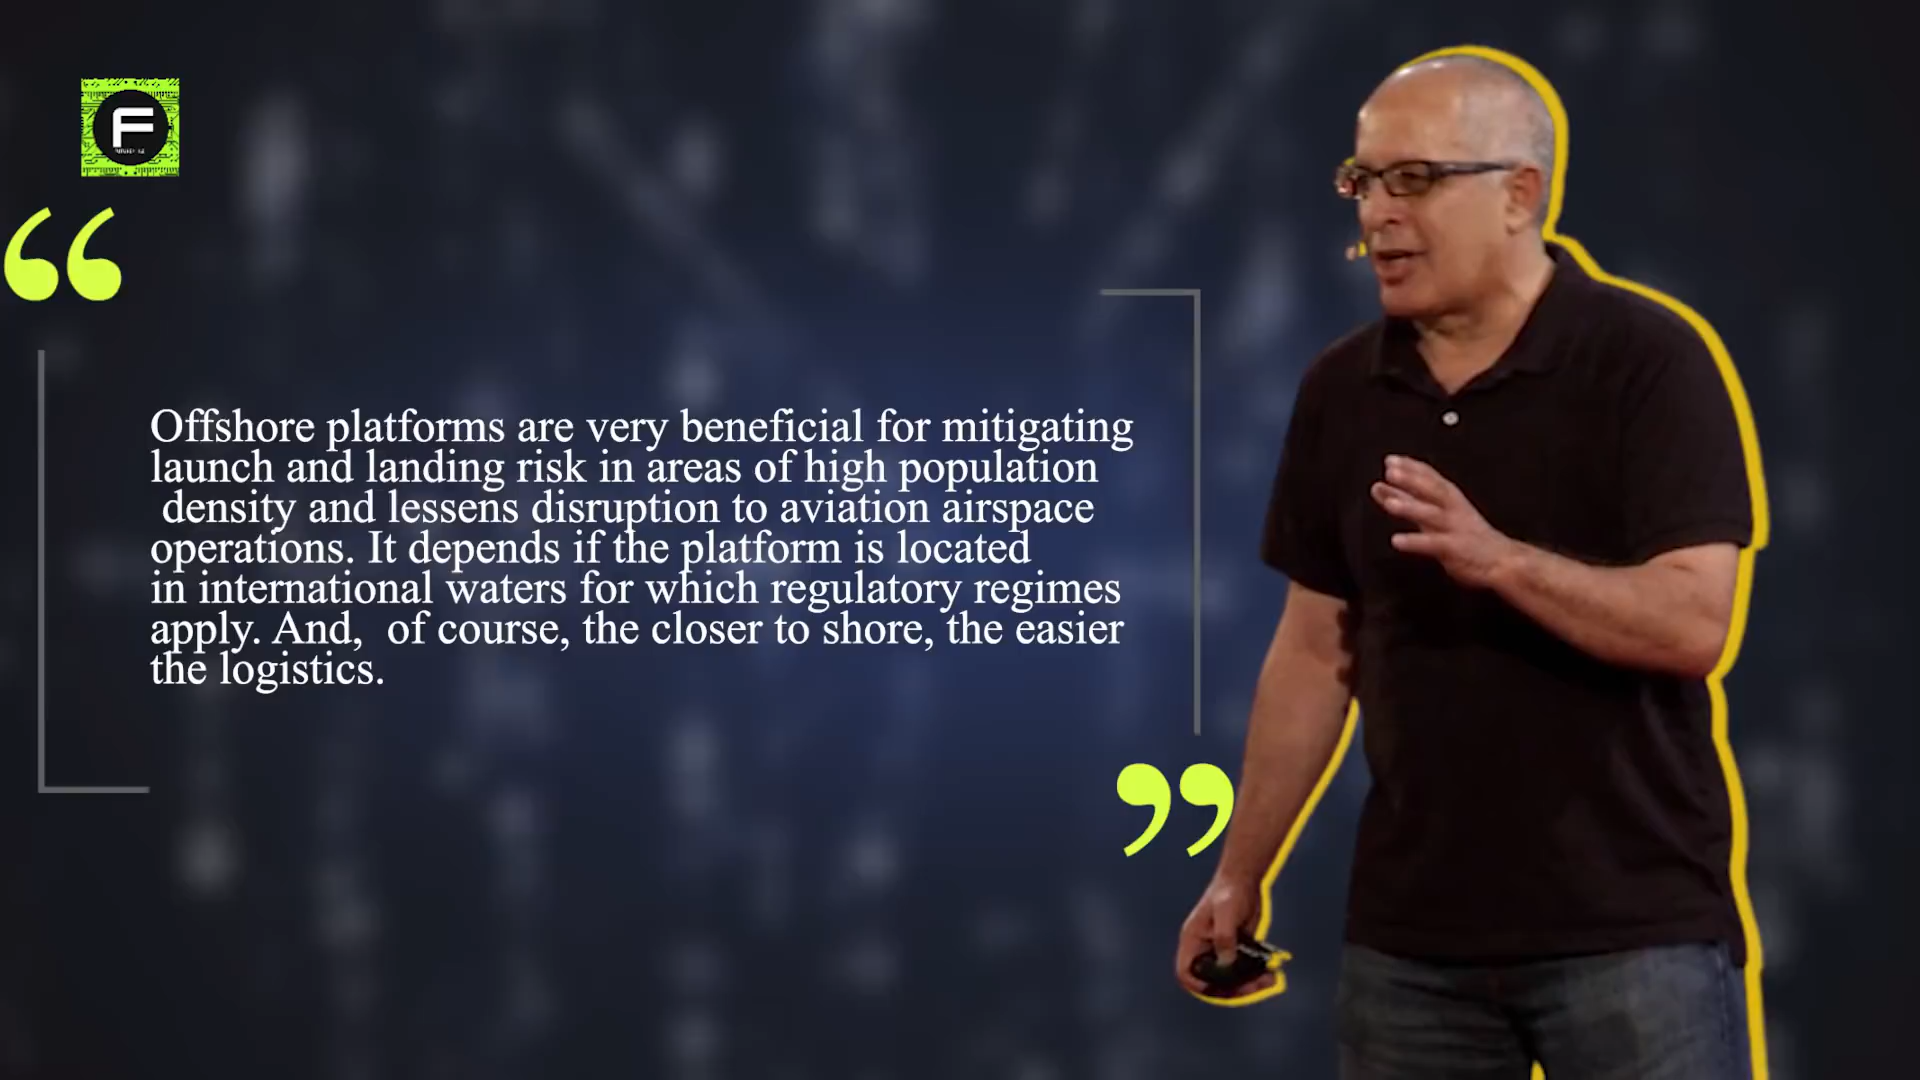 F
Offshore platforms are very beneficial for mitigating
launch and landing risk in areas of high population
density and lessens disruption to aviation airspace
operations. It depends if the platform is located
in international waters for which regulatory regimes
apply. And, of course, the closer to shore, the easier
the logistics.